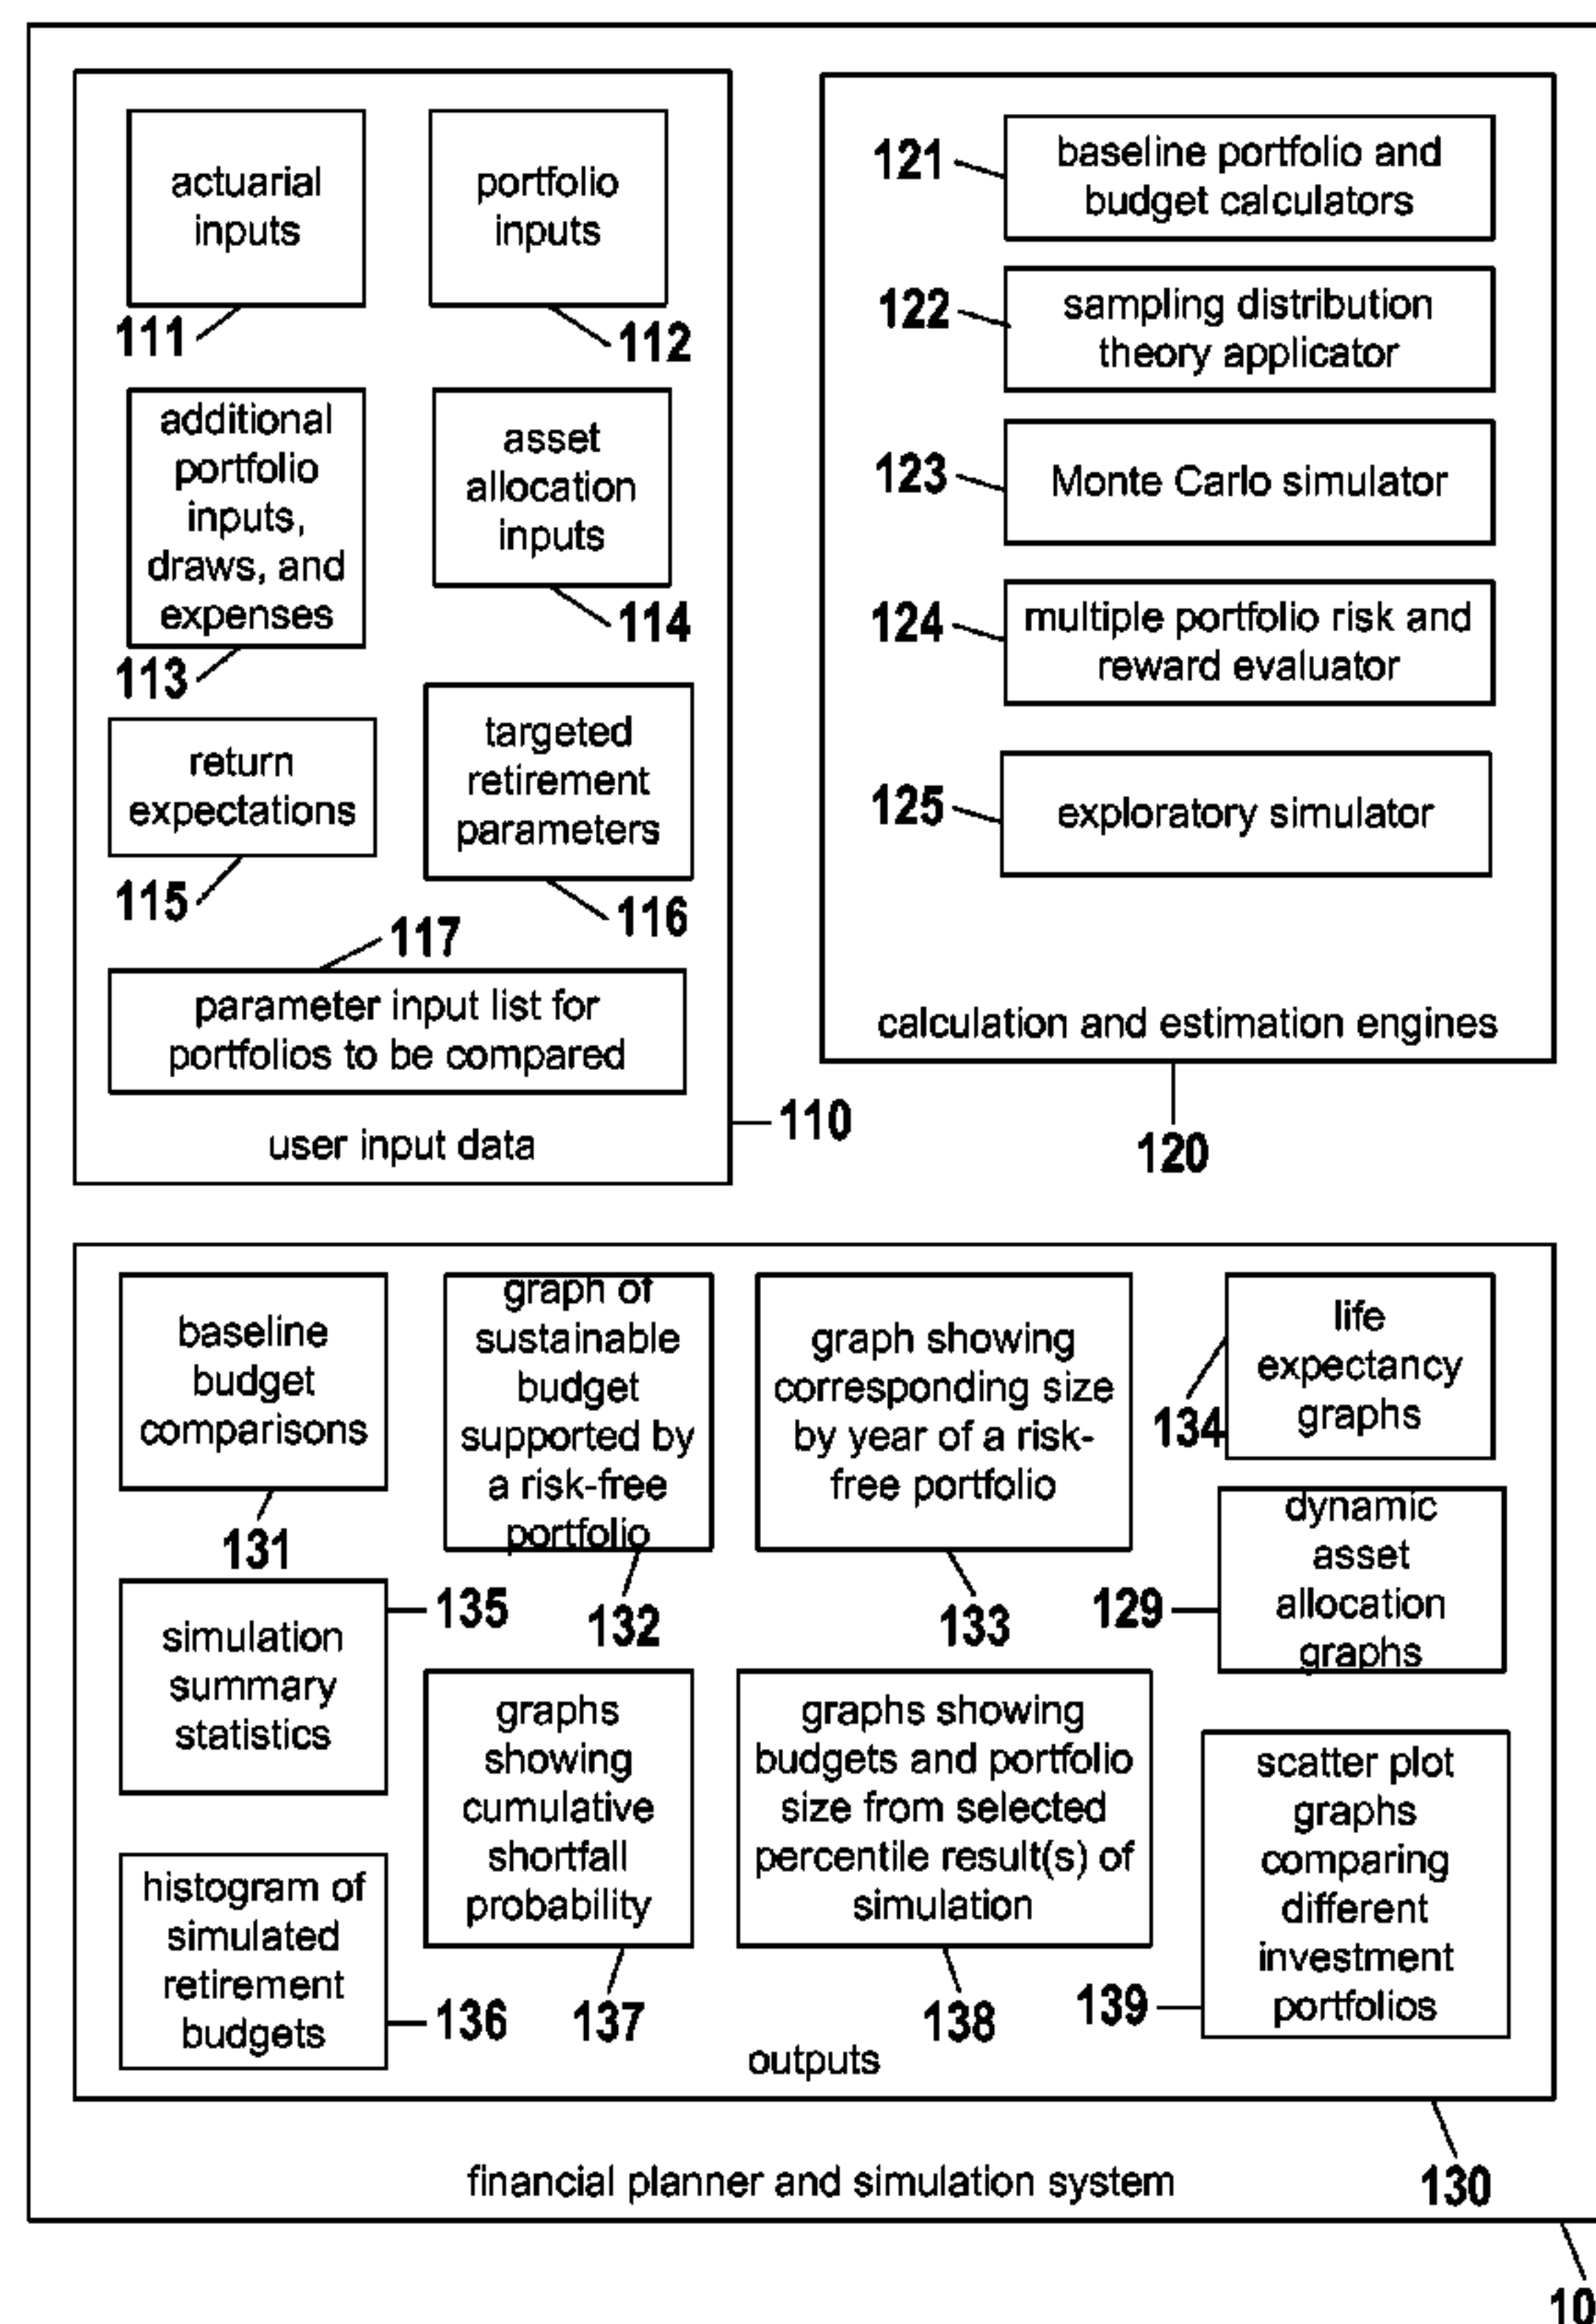 actuarial
inputs
111
portfolio
inputs
112
additional
portfolio
inputs,
draws, and
expenses
113
asset
allocation
inputs
114
return
expectations
115
targeted
retirement
parameters
116
117
parameter input list for
portfolios to be compared
user input data
110
121
baseline portfolio and
budget calculators
122
sampling distribution
theory applicator
123
Monte Carlo simulator
124
multiple portfolio risk and
reward evaluator
125
exploratory simulator
calculation and estimation engines
120
baseline
budget
comparisons
131
graph of
sustainable
budget
supported by
a risk-free
portfolio
132
graph showing
corresponding size
by year of a risk-
free portfolio
133
life
expectancy
graphs
134
dynamic
asset
allocation
graphs
129
simulation
summary
statistics
135
graphs
showing
cumulative
shortfall
probability
137
graphs showing
budgets and portfolio
size from selected
percentile result(s) of
simulation
138
scatter plot
graphs
comparing
different
investment
portfolios
139
histogram of
simulated
retirement
budgets
136
outputs
130
financial planner and simulation system